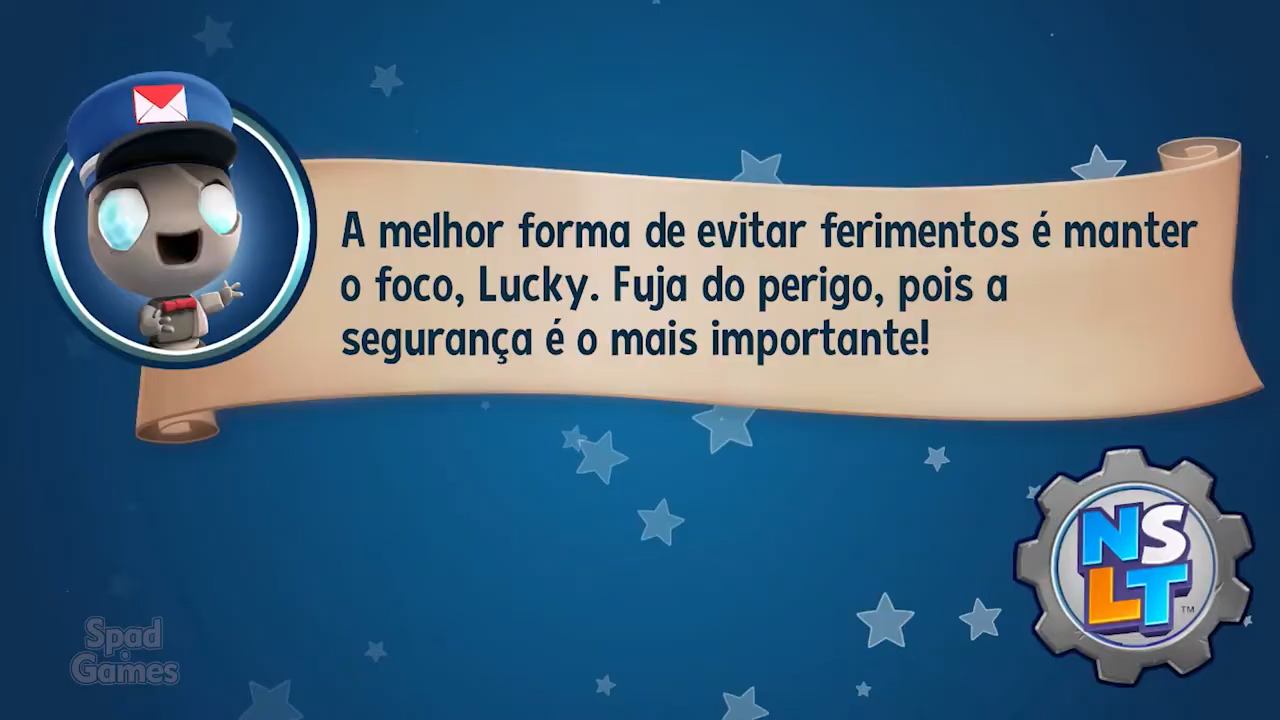 A melhor forma de evitar ferimentos é manter
o foco, Lucky. Fuja do perigo, pois a
segurança é o mais importante!
NS
LT
TM
Spad
Games